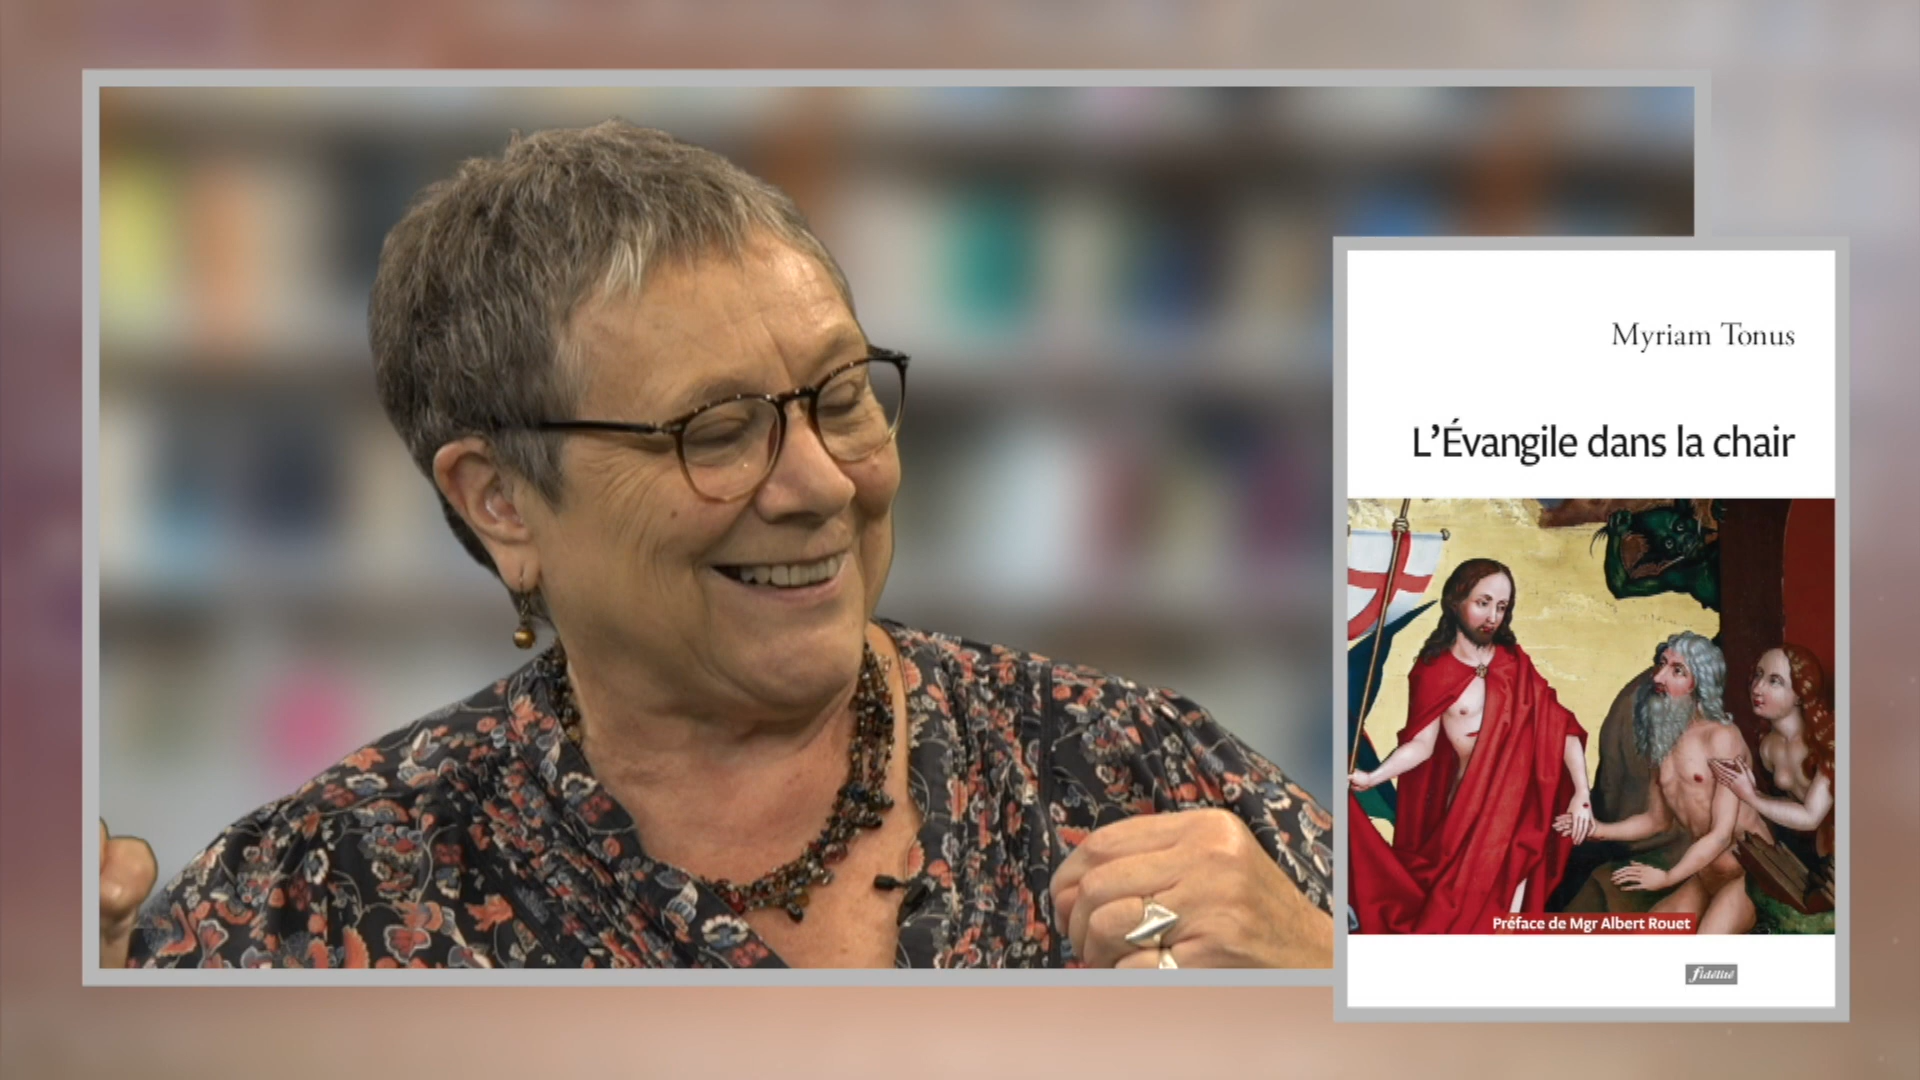 Myriam Tonus
L’Évangile dans la chair
Préface de Mgr Albert Rouet
fidélité